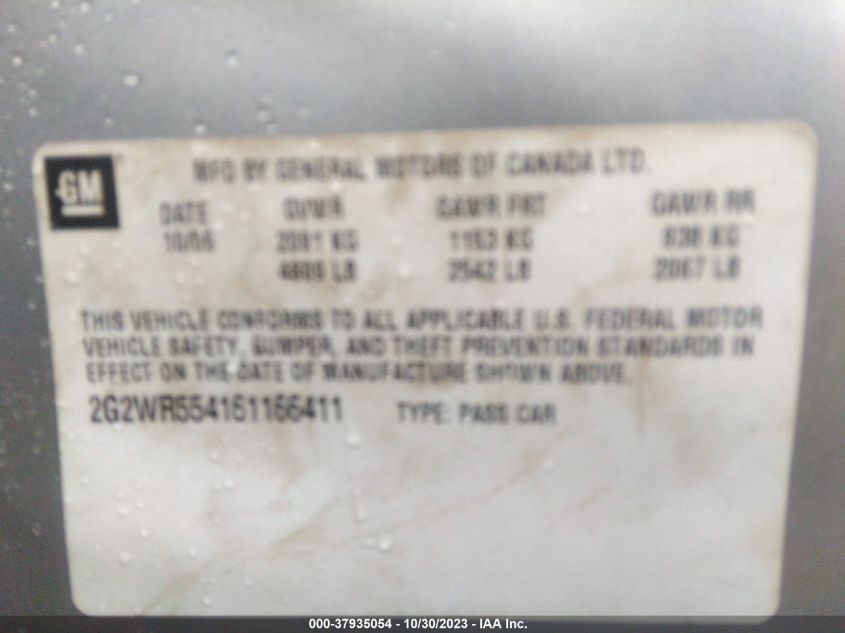 GM
MFD BY GENERAL MOTORS OF CANADA LTD.
DATE GVWR GAWR FRT GAWR RR
10/05 2091 KG 1153 KG 938 KG
4609 LB 2542 LB 2067 LB
THIS VEHICLE CONFORMS TO ALL APPLICABLE U.S. FEDERAL MOTOR
VEHICLE SAFETY, BUMPER, AND THEFT PREVENTION STANDARDS IN
EFFECT ON THE DATE OF MANUFACTURE SHOWN ABOVE.
2G2WR554161166411 TYPE: PASS CAR
000-37935054 - 10/30/2023 - IAA Inc.